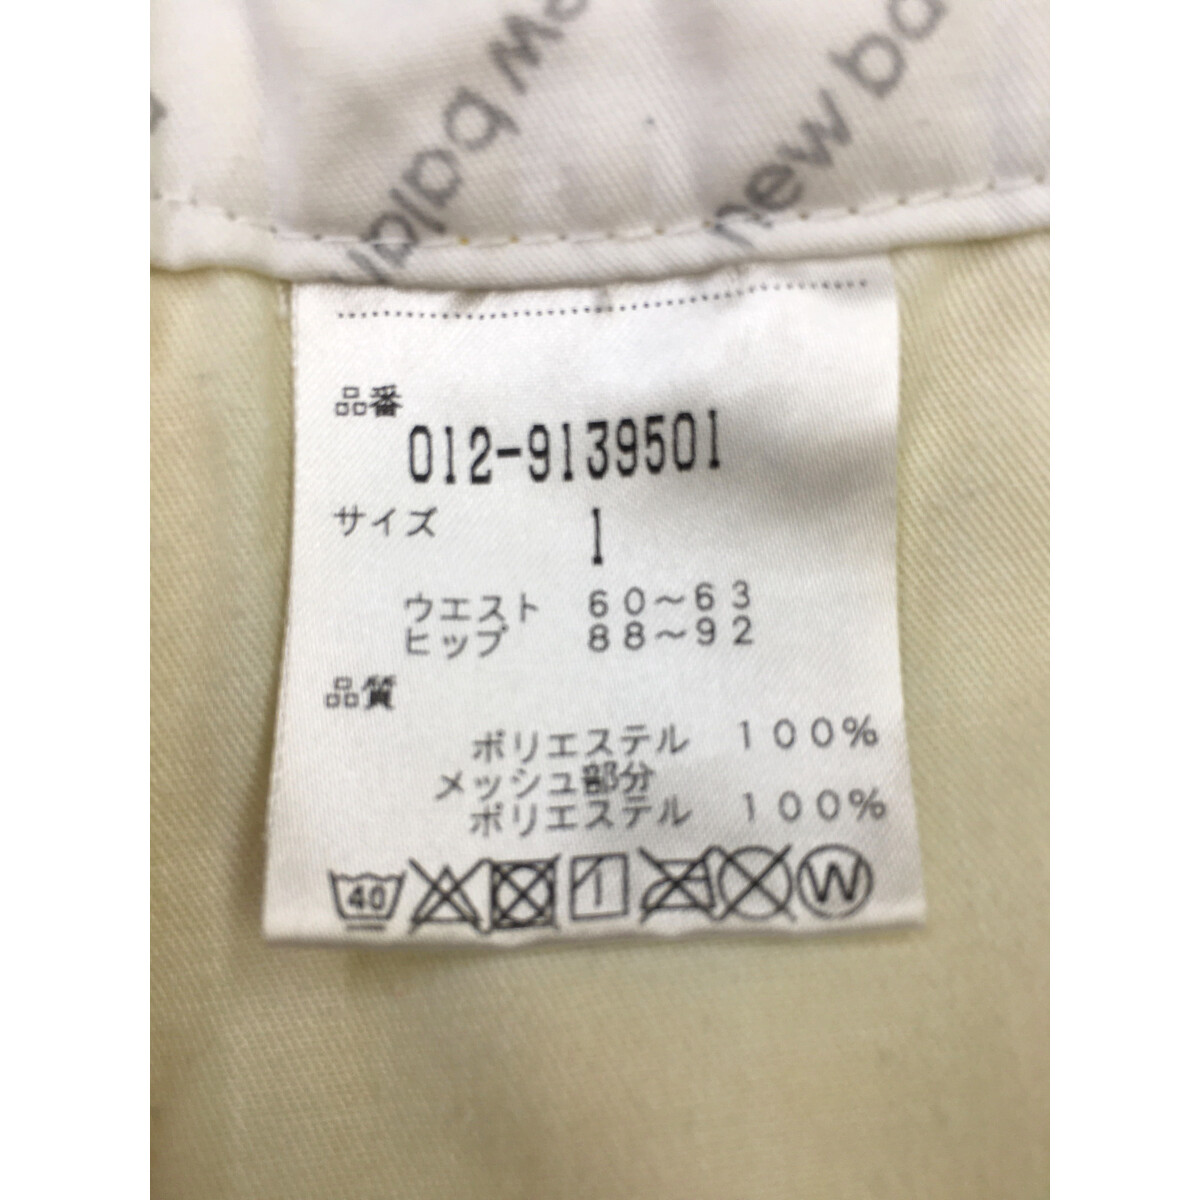 new ba
w balan
品番
012-9139501
サイズ 1
ウエスト 60～63
ヒップ 88～92
品質
ポリエステル 100%
メッシュ部分
ポリエステル 100%
40 1 W